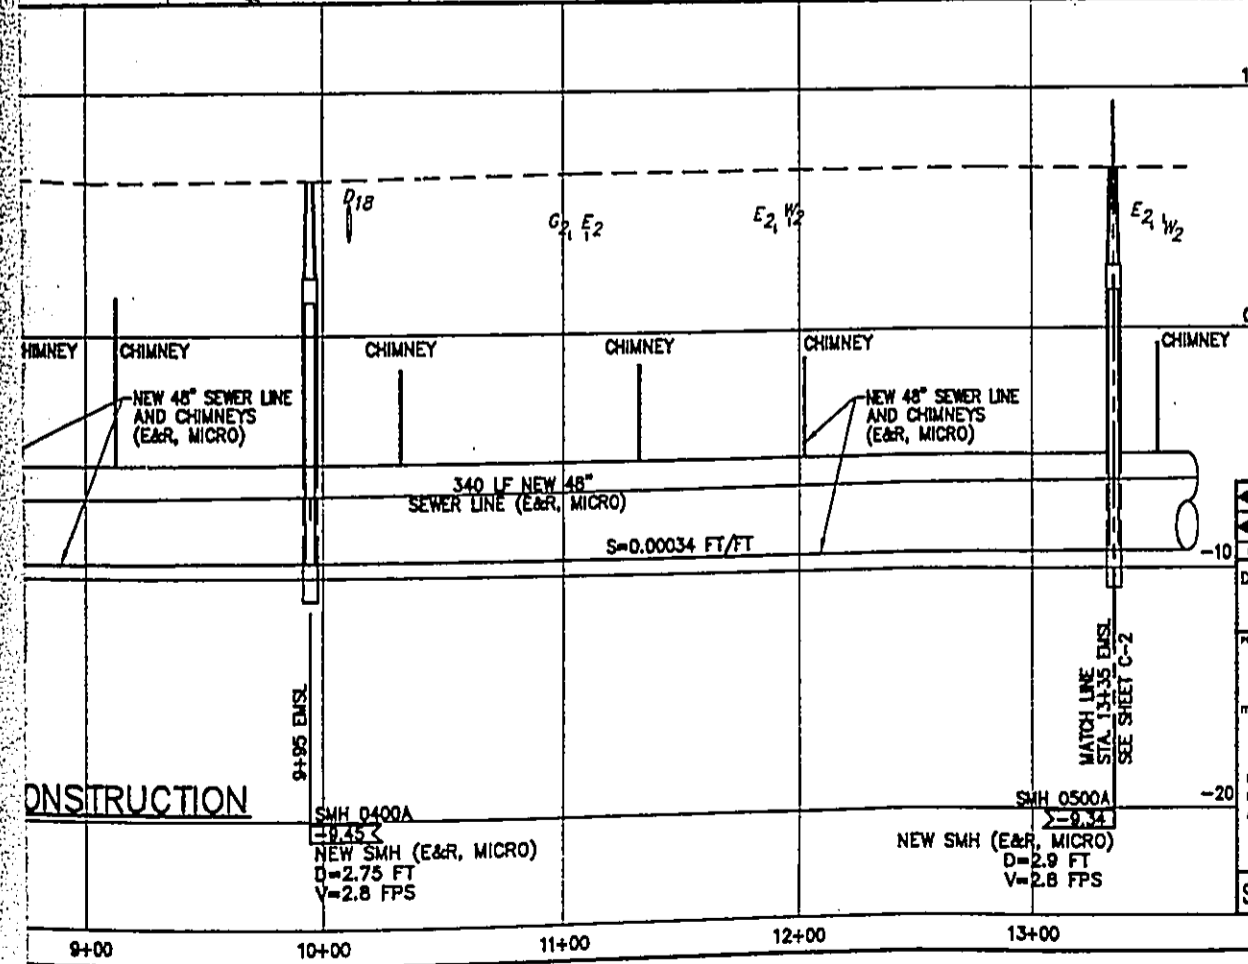 D18
G2, E2
E2, W2
E2, W2
HIMNEY
CHIMNEY
CHIMNEY
CHIMNEY
CHIMNEY
CHIMNEY
NEW 48" SEWER LINE
AND CHIMNEYS
(E&R, MICRO)
NEW 48" SEWER LINE
AND CHIMNEYS
(E&R, MICRO)
340 LF NEW 48"
SEWER LINE (E&R, MICRO)
S=0.00034 FT/FT
-10
9+95 EMSL
MATCH LINE
STA. 13+35 EMSL
SEE SHEET C-2
-20
ONSTRUCTION
SMH 0400A
-9.45
NEW SMH (E&R, MICRO)
D=2.75 FT
V=2.8 FPS
SMH 0500A
-9.34
NEW SMH (E&R, MICRO)
D=2.9 FT
V=2.8 FPS
9+00
10+00
11+00
12+00
13+00